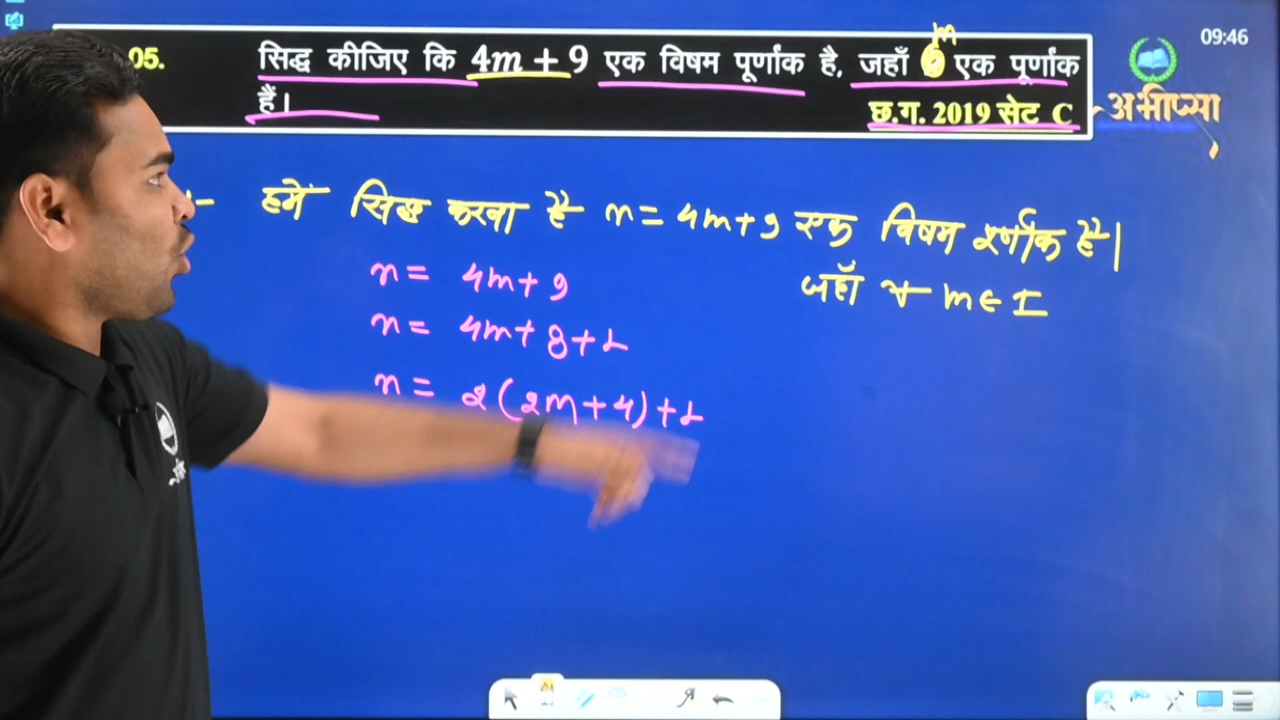 09:46
m
05. सिद्ध कीजिए कि 4m + 9 एक विषम पूर्णांक है, जहाँ एक पूर्णांक
हैं।
छ.ग. 2019 सेट C
अभीप्सा
हमें सिद्ध करना है n = 4m+9 एक विषम पूर्णांक है।
जहाँ m ∈ I
n = 4m+9
n = 4m+8+1
n = 2(2m+4)+1